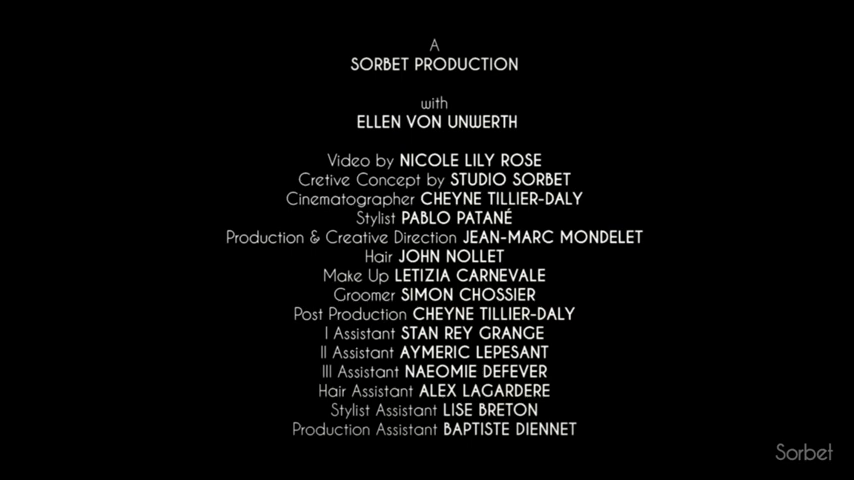 A
SORBET PRODUCTION
with
ELLEN VON UNWERTH
Video by NICOLE LILY ROSE
Cretive Concept by STUDIO SORBET
Cinematographer CHEYNE TILLIER-DALY
Stylist PABLO PATANÉ
Production & Creative Direction JEAN-MARC MONDELET
Hair JOHN NOLLET
Make Up LETIZIA CARNEVALE
Groomer SIMON CHOSSIER
Post Production CHEYNE TILLIER-DALY
I Assistant STAN REY GRANGE
II Assistant AYMERIC LEPESANT
III Assistant NAEOMIE DEFEVER
Hair Assistant ALEX LAGARDERE
Stylist Assistant LISE BRETON
Production Assistant BAPTISTE DIENNET
Sorbet